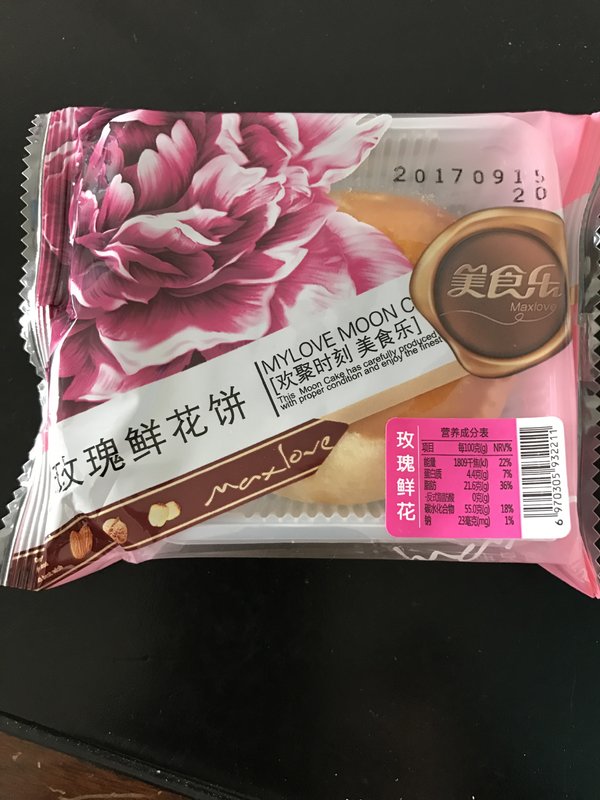 20170915
20
美食乐
Maxlove
MYLOVE MOON C
[欢聚时刻 美食乐]
This Moon Cake has carefully produced
with proper condition and enjoy the finest
玫瑰鲜花饼
maxlove
玫瑰鲜花
营养成分表
项目 每100克(g) NRV%
能量 1809千焦(kJ) 22%
蛋白质 4.4克(g) 7%
脂肪 21.6克(g) 36%
-反式脂肪酸 0克(g)
碳水化合物 55.0克(g) 18%
钠 23毫克(mg) 1%
6 970305 932211